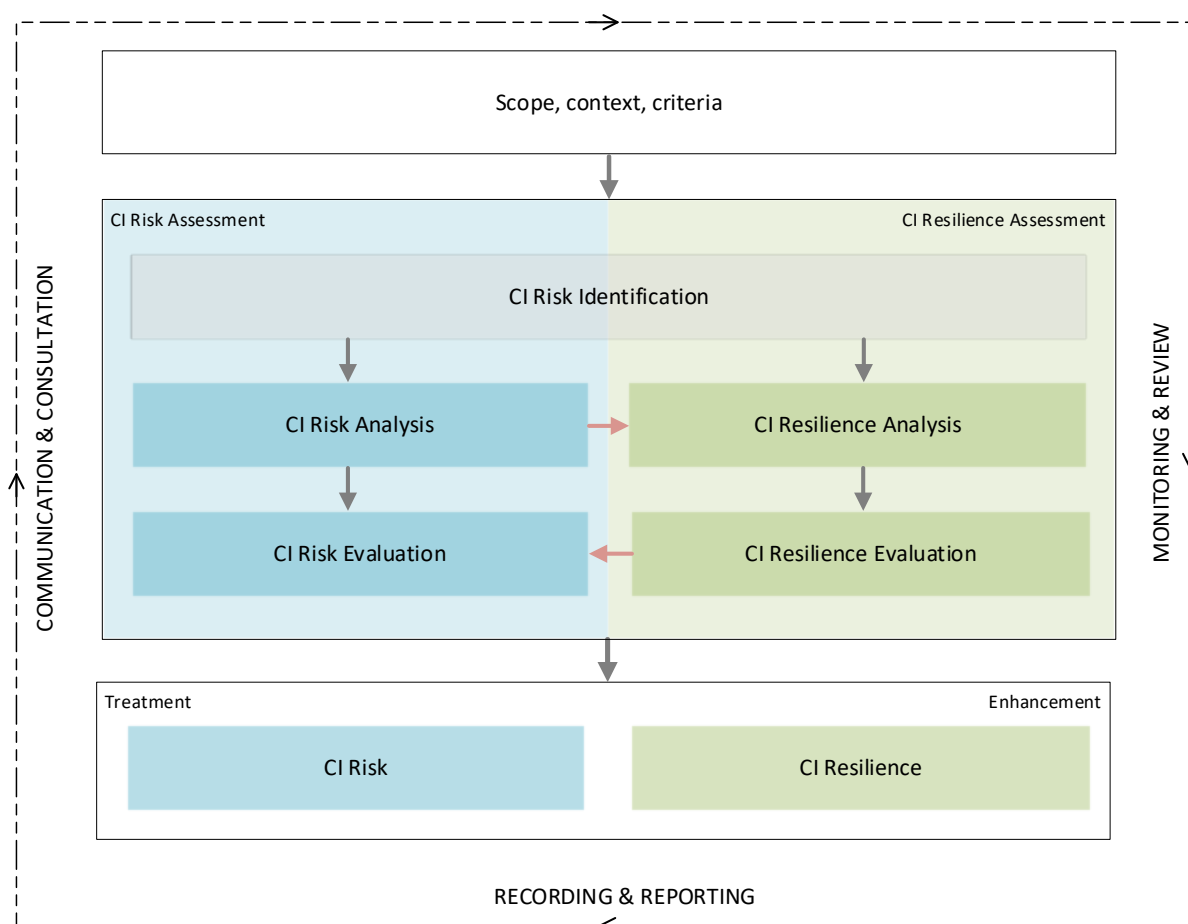 Scope, context, criteria
CI Risk Assessment
CI Resilience Assessment
CI Risk Identification
CI Risk Analysis
CI Resilience Analysis
CI Risk Evaluation
CI Resilience Evaluation
Treatment
Enhancement
CI Risk
CI Resilience
COMMUNICATION & CONSULTATION
MONITORING & REVIEW
RECORDING & REPORTING